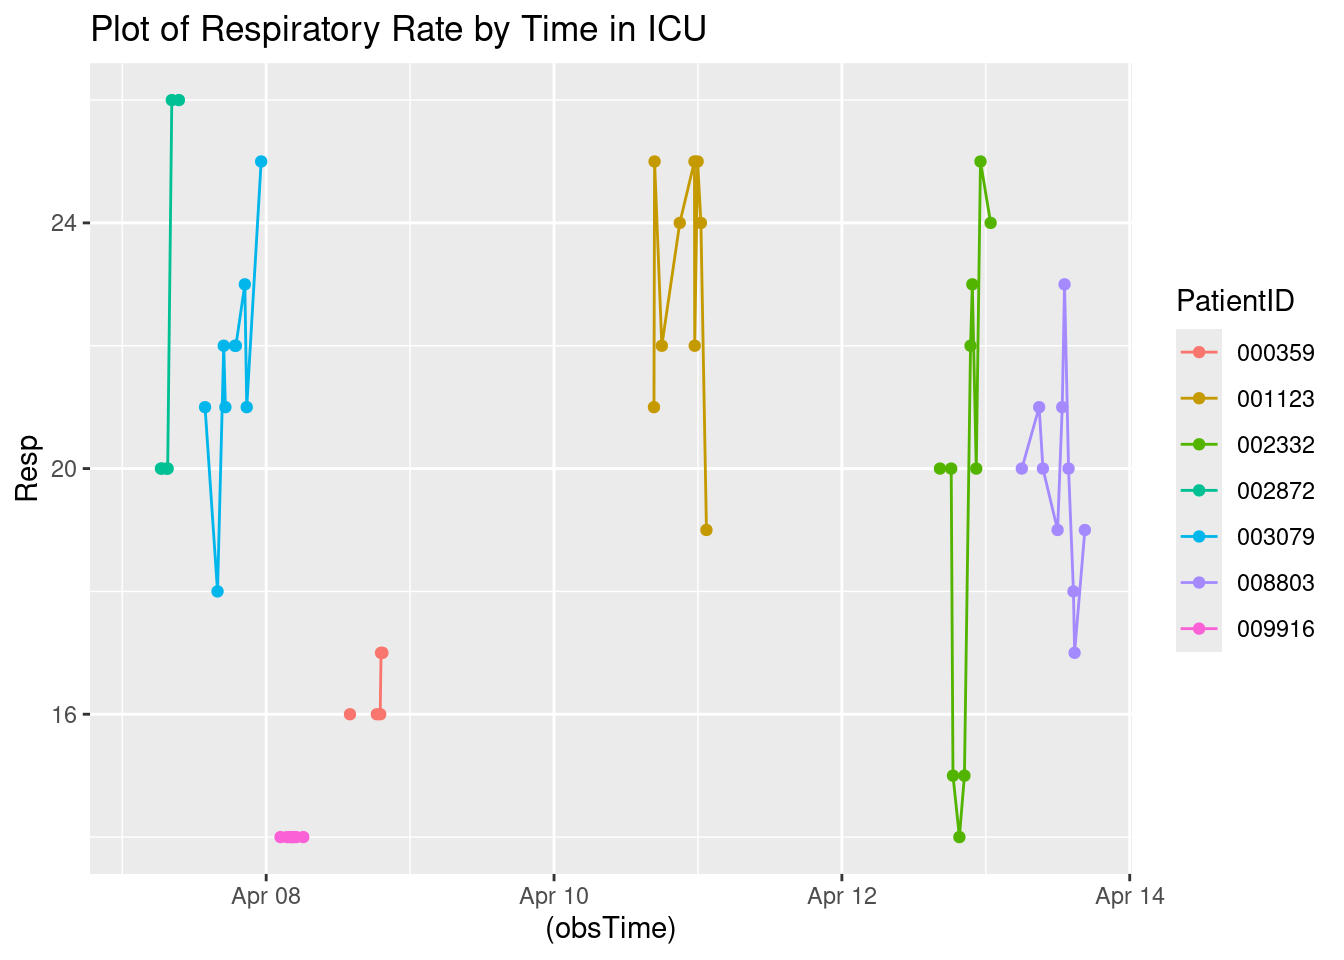 Plot of Respiratory Rate by Time in ICU
Resp
24
20
16
Apr 08
Apr 10
Apr 12
Apr 14
(obsTime)
PatientID
000359
001123
002332
002872
003079
008803
009916